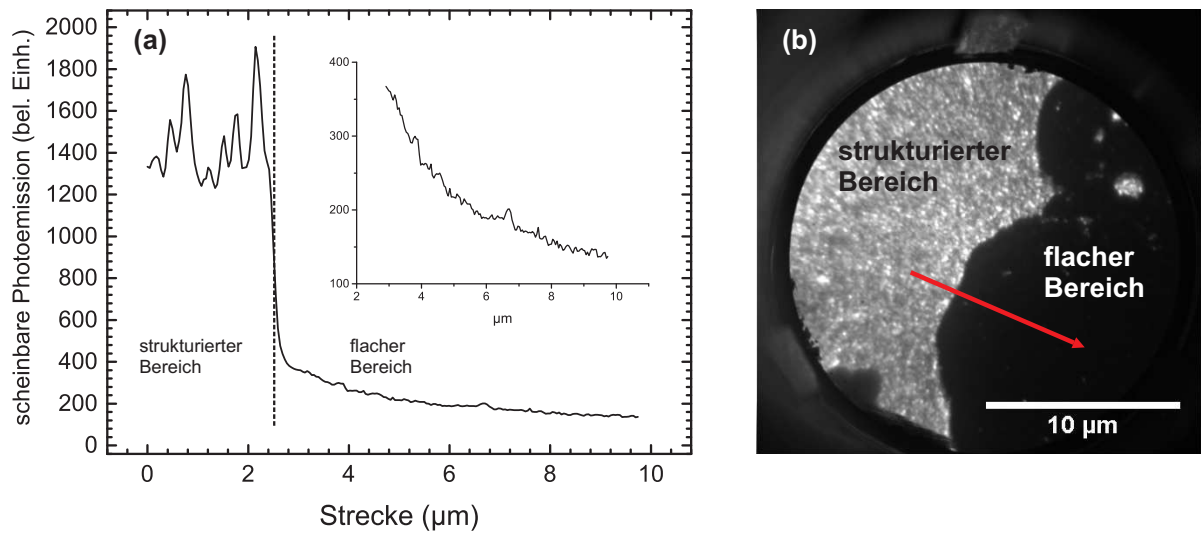 (a)
scheinbare Photoemission (bel. Einh.)
2000
1800
1600
1400
1200
1000
800
600
400
200
0
0
2
4
6
8
10
Strecke (µm)
strukturierter
Bereich
flacher
Bereich
400
300
200
100
2
4
6
8
10
µm
(b)
strukturierter
Bereich
flacher
Bereich
10 µm